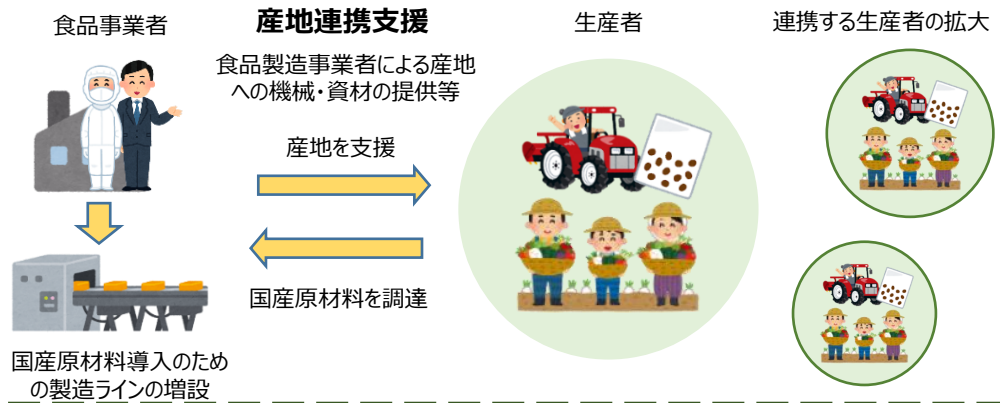 食品事業者
産地連携支援
食品製造事業者による産地
への機械・資材の提供等
産地を支援
国産原材料を調達
国産原材料導入のため
の製造ラインの増設
生産者
連携する生産者の拡大